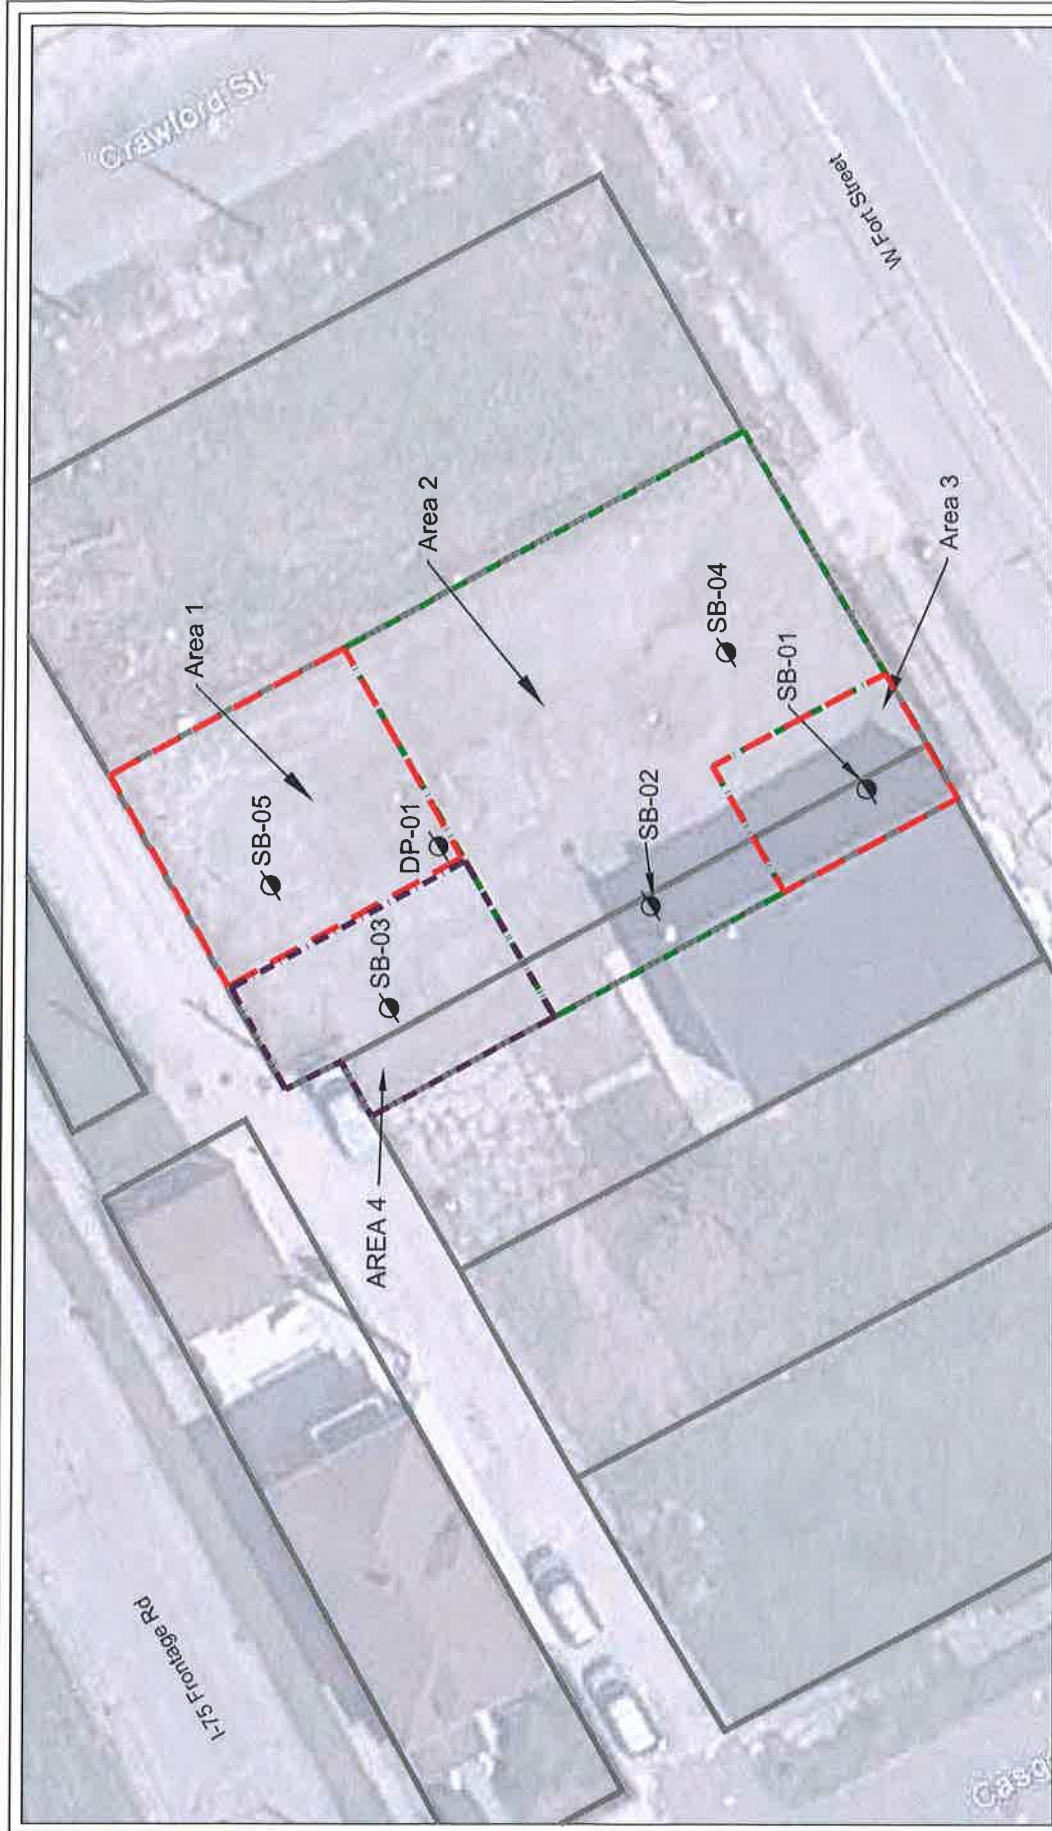 Crawford St
W Fort Street
Area 1
Area 2
SB-05
DP-01
SB-04
SB-01
Area 3
SB-03
SB-02
AREA 4
I-75 Frontage Rd